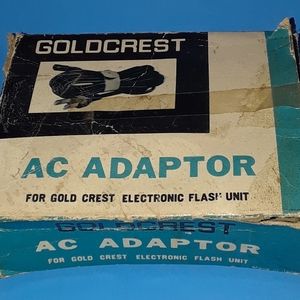 GOLDCREST
AC ADAPTOR
FOR GOLD CREST ELECTRONIC FLASH UNIT
GOLDCREST
AC ADAPTOR
FOR GOLD CREST ELECTRONIC FLASH UNIT